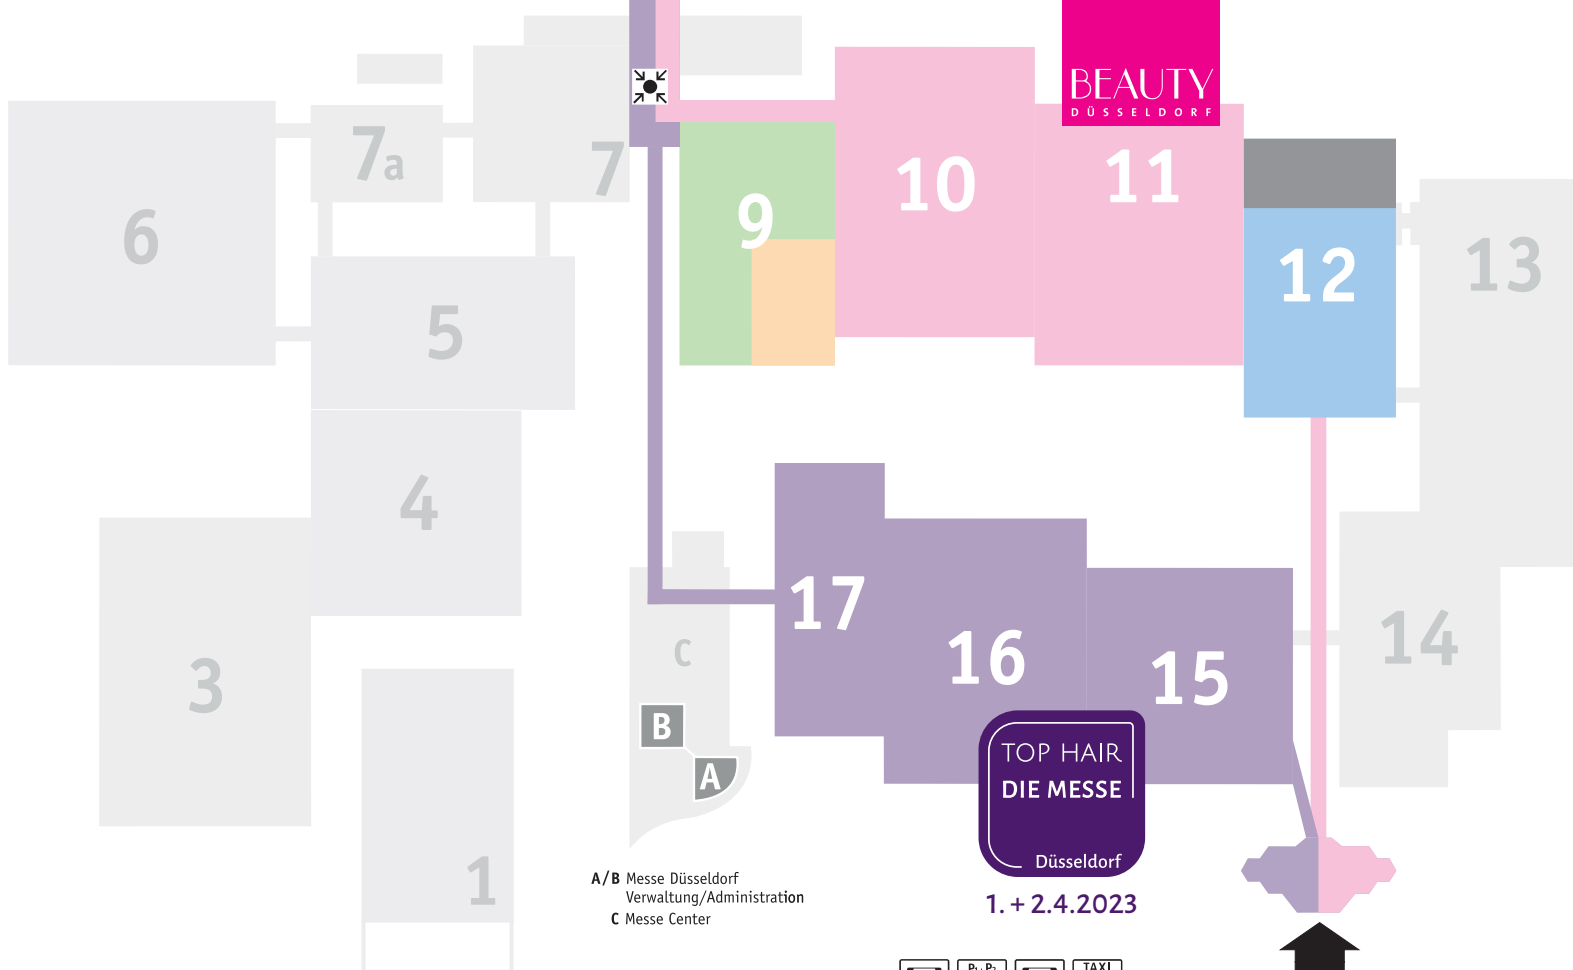 BEAUTY
DÜSSELDORF
7a
7
10
11
9
6
12
13
5
4
17
16
15
14
C
3
B
A
TOP HAIR
DIE MESSE
Düsseldorf
1
A/B Messe Düsseldorf
Verwaltung/Administration
C Messe Center
1. + 2.4.2023
TAXI